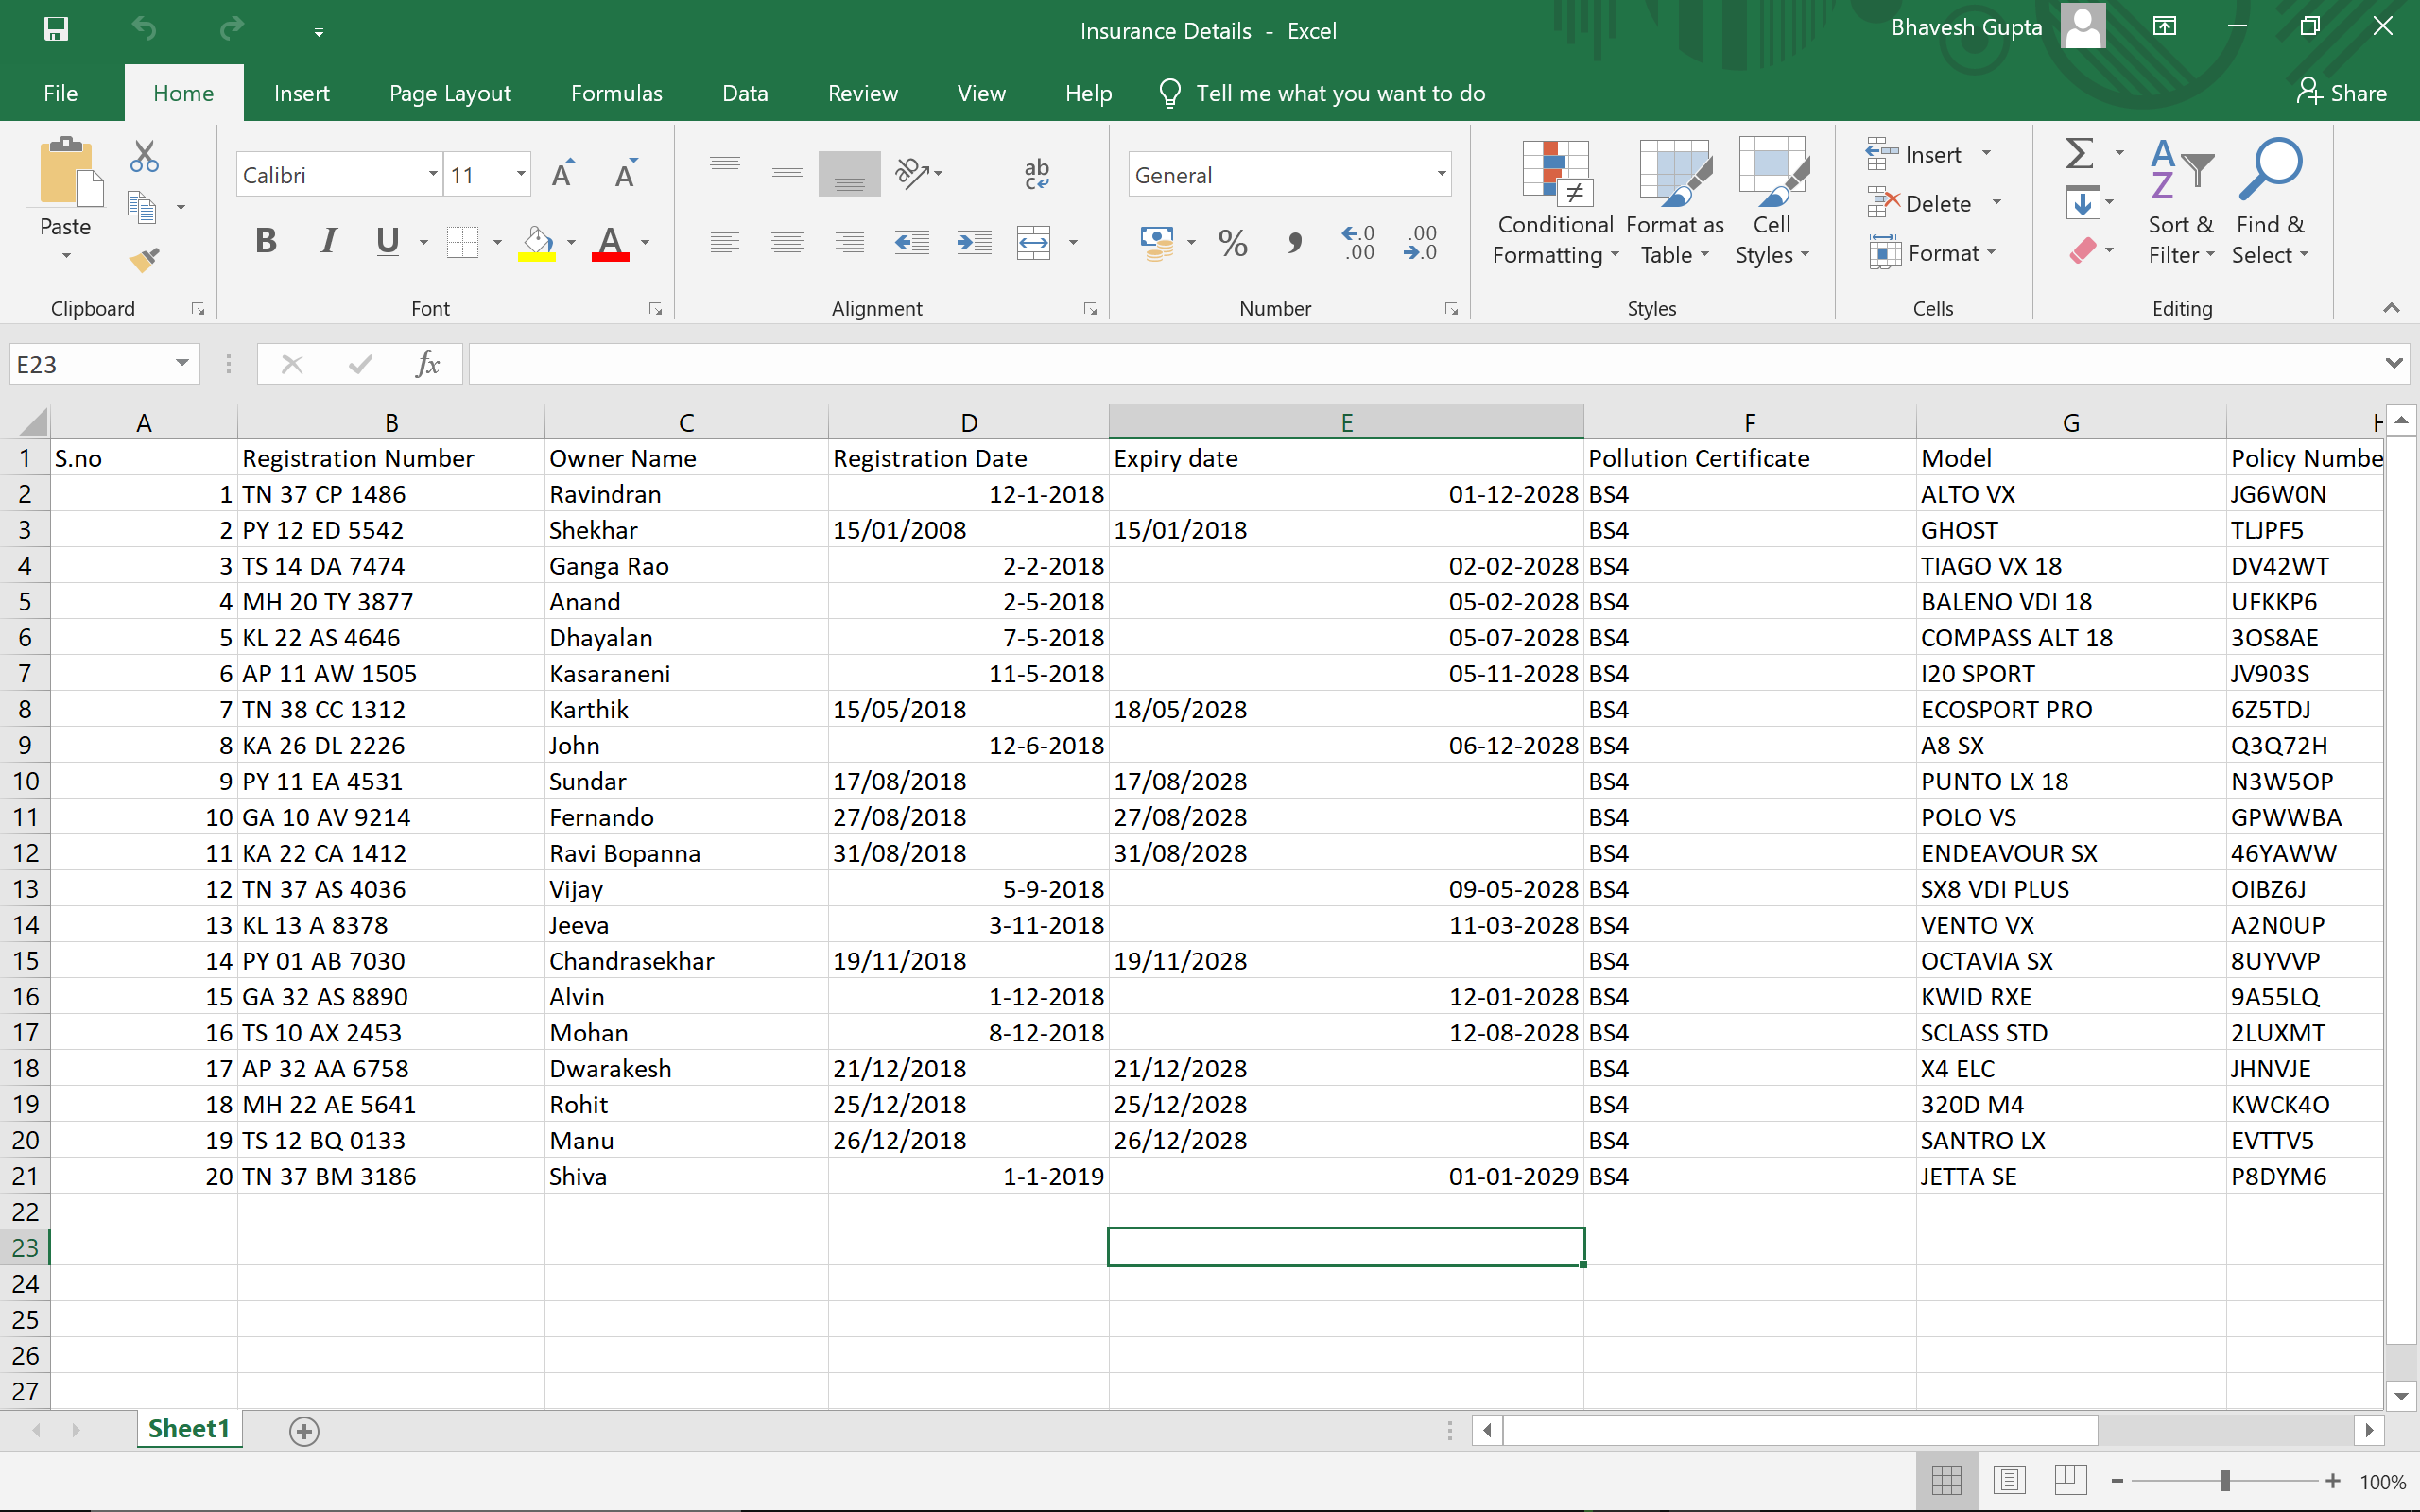 Insurance Details - Excel
Bhavesh Gupta
File Home Insert Page Layout Formulas Data Review View Help Tell me what you want to do Share
Paste
Clipboard
Calibri 11
B I U A
Font
ab
Alignment
General
% , .00
Number
Conditional Formatting
Format as Table
Cell Styles
Styles
Insert
Delete
Format
Cells
Sort & Filter
Find & Select
Editing
E23 fx
A B C D E F G H
1 S.no Registration Number Owner Name Registration Date Expiry date Pollution Certificate Model Policy Numbe
2 1 TN 37 CP 1486 Ravindran 12-1-2018 01-12-2028 BS4 ALTO VX JG6W0N
3 2 PY 12 ED 5542 Shekhar 15/01/2008 15/01/2018 BS4 GHOST TLJPF5
4 3 TS 14 DA 7474 Ganga Rao 2-2-2018 02-02-2028 BS4 TIAGO VX 18 DV42WT
5 4 MH 20 TY 3877 Anand 2-5-2018 05-02-2028 BS4 BALENO VDI 18 UFKKP6
6 5 KL 22 AS 4646 Dhayalan 7-5-2018 05-07-2028 BS4 COMPASS ALT 18 3OS8AE
7 6 AP 11 AW 1505 Kasaraneni 11-5-2018 05-11-2028 BS4 I20 SPORT JV903S
8 7 TN 38 CC 1312 Karthik 15/05/2018 18/05/2028 BS4 ECOSPORT PRO 6Z5TDJ
9 8 KA 26 DL 2226 John 12-6-2018 06-12-2028 BS4 A8 SX Q3Q72H
10 9 PY 11 EA 4531 Sundar 17/08/2018 17/08/2028 BS4 PUNTO LX 18 N3W5OP
11 10 GA 10 AV 9214 Fernando 27/08/2018 27/08/2028 BS4 POLO VS GPWWBA
12 11 KA 22 CA 1412 Ravi Bopanna 31/08/2018 31/08/2028 BS4 ENDEAVOUR SX 46YAWW
13 12 TN 37 AS 4036 Vijay 5-9-2018 09-05-2028 BS4 SX8 VDI PLUS OIBZ6J
14 13 KL 13 A 8378 Jeeva 3-11-2018 11-03-2028 BS4 VENTO VX A2N0UP
15 14 PY 01 AB 7030 Chandrasekhar 19/11/2018 19/11/2028 BS4 OCTAVIA SX 8UYVVP
16 15 GA 32 AS 8890 Alvin 1-12-2018 12-01-2028 BS4 KWID RXE 9A55LQ
17 16 TS 10 AX 2453 Mohan 8-12-2018 12-08-2028 BS4 SCLASS STD 2LUXMT
18 17 AP 32 AA 6758 Dwarakesh 21/12/2018 21/12/2028 BS4 X4 ELC JHNVJE
19 18 MH 22 AE 5641 Rohit 25/12/2018 25/12/2028 BS4 320D M4 KWCK4O
20 19 TS 12 BQ 0133 Manu 26/12/2018 26/12/2028 BS4 SANTRO LX EVTTV5
21 20 TN 37 BM 3186 Shiva 1-1-2019 01-01-2029 BS4 JETTA SE P8DYM6
22
23
24
25
26
27
Sheet1
100%